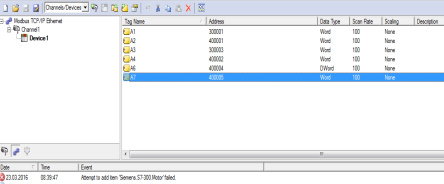 Channels/Devices
Modbus TCP/IP Ethernet
Channel1
Device1
Tag Name Address Data Type Scan Rate Scaling Description
A1 300001 Word 100 None
A2 400001 Word 100 None
A3 300003 Word 100 None
A4 400002 Word 100 None
A6 400004 DWord 100 None
A7 400005 Word 100 None
Date Time Event
23.03.2016 08:39:47 Attempt to add item 'Siemens.S7-300.Motor' failed.